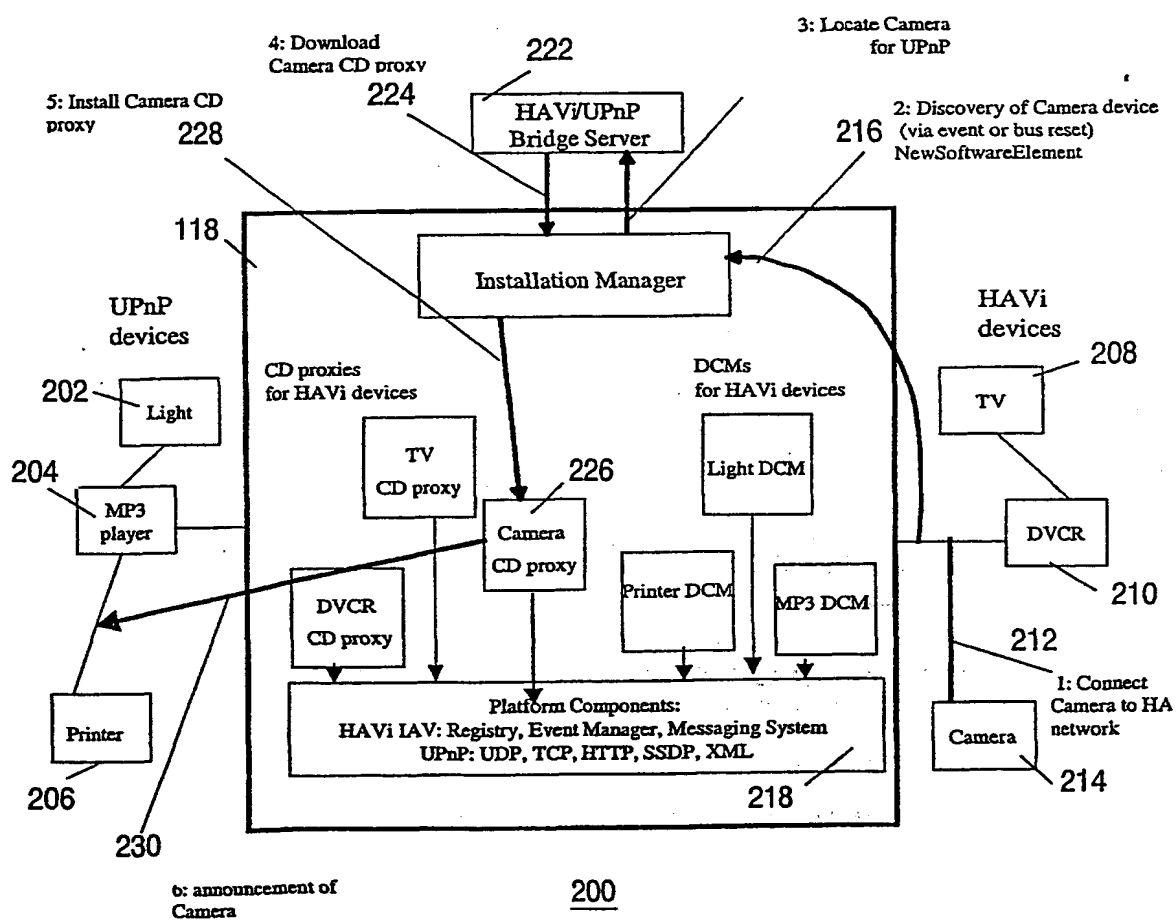 4: Download
Camera CD proxy
224
222
3: Locate Camera
for UPnP
5: Install Camera CD
proxy
228
HAVi/UPnP
Bridge Server
216
2: Discovery of Camera device
(via event or bus reset)
NewSoftwareElement
118
Installation Manager
UPnP
devices
HAVi
devices
202
Light
CD proxies
for HAVi devices
DCMs
for HAVi devices
208
TV
204
MP3
player
TV
CD proxy
226
Light DCM
Camera
CD proxy
DVCR
210
DVCR
CD proxy
Printer DCM
MP3 DCM
212
1: Connect
Camera to HA
network
Printer
206
Platform Components:
HAVi IAV: Registry, Event Manager, Messaging System
UPnP: UDP, TCP, HTTP, SSDP, XML
218
Camera
214
230
6: announcement of
Camera
200